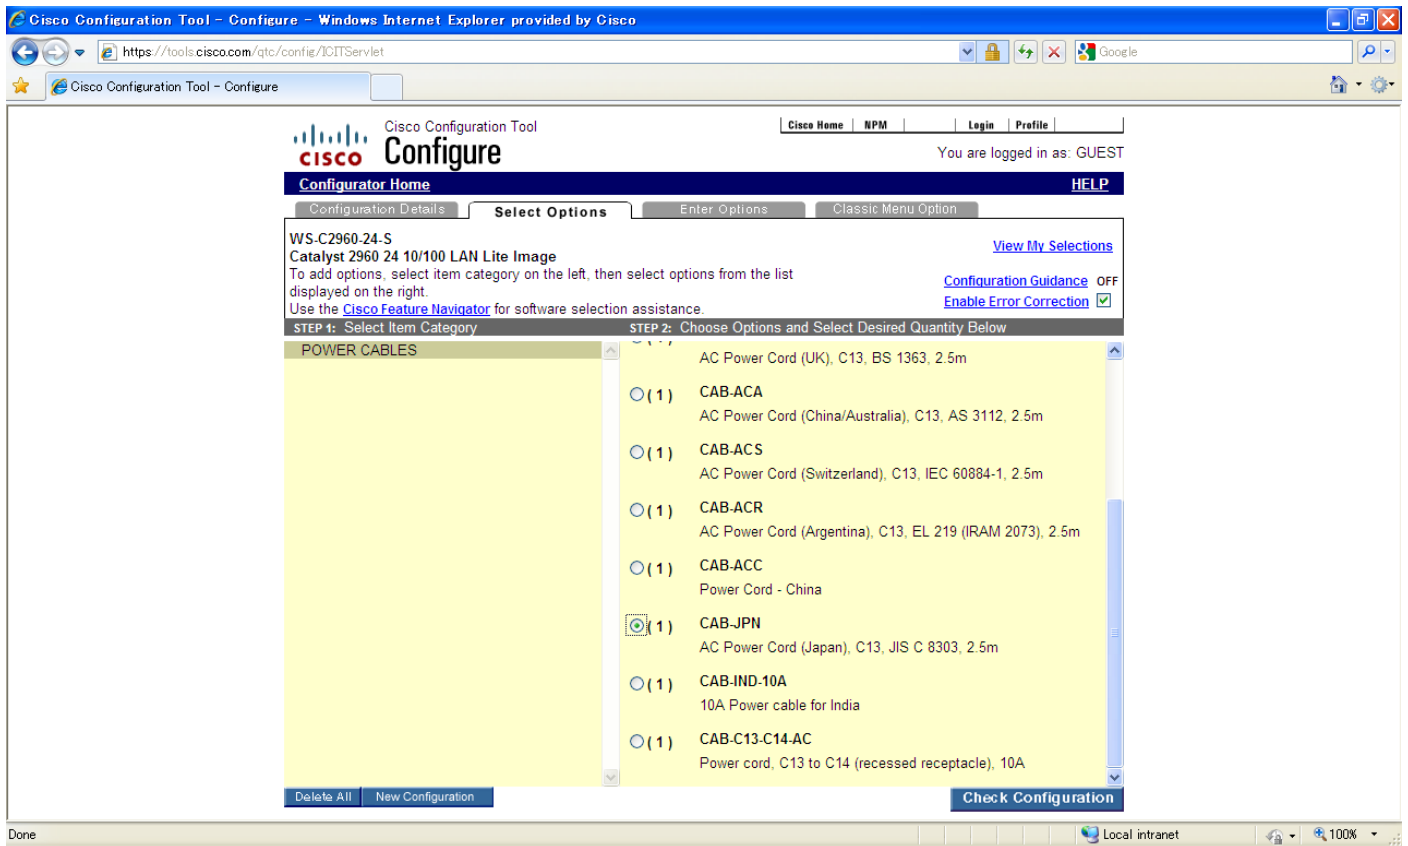 Cisco Configuration Tool - Configure - Windows Internet Explorer provided by Cisco
https://tools.cisco.com/qtc/config/ICITServlet
Google
Cisco Configuration Tool - Configure
CISCO
Cisco Configuration Tool
Configure
Cisco Home | NPM | | Login | Profile |
You are logged in as: GUEST
Configurator Home HELP
Configuration Details Select Options Enter Options Classic Menu Option
WS-C2960-24-S
Catalyst 2960 24 10/100 LAN Lite Image
To add options, select item category on the left, then select options from the list
displayed on the right.
Use the Cisco Feature Navigator for software selection assistance.
View My Selections
Configuration Guidance OFF
Enable Error Correction
STEP 1: Select Item Category
STEP 2: Choose Options and Select Desired Quantity Below
POWER CABLES
AC Power Cord (UK), C13, BS 1363, 2.5m
(1) CAB-ACA
AC Power Cord (China/Australia), C13, AS 3112, 2.5m
(1) CAB-ACS
AC Power Cord (Switzerland), C13, IEC 60884-1, 2.5m
(1) CAB-ACR
AC Power Cord (Argentina), C13, EL 219 (IRAM 2073), 2.5m
(1) CAB-ACC
Power Cord - China
(1) CAB-JPN
AC Power Cord (Japan), C13, JIS C 8303, 2.5m
(1) CAB-IND-10A
10A Power cable for India
(1) CAB-C13-C14-AC
Power cord, C13 to C14 (recessed receptacle), 10A
Delete All New Configuration Check Configuration
Done Local intranet 100%